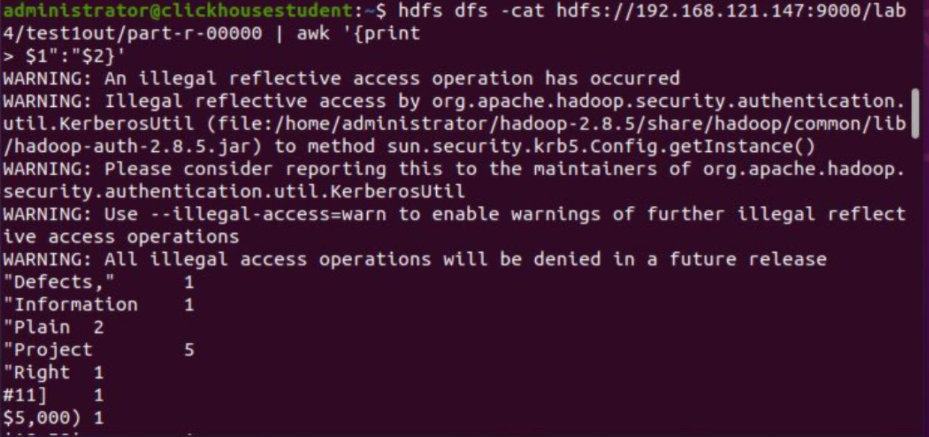 administrator@clickhousestudent:~$ hdfs dfs -cat hdfs://192.168.121.147:9000/lab
4/test1out/part-r-00000 | awk '{print
> $1":"$2}'
WARNING: An illegal reflective access operation has occurred
WARNING: Illegal reflective access by org.apache.hadoop.security.authentication.
util.KerberosUtil (file:/home/administrator/hadoop-2.8.5/share/hadoop/common/lib
/hadoop-auth-2.8.5.jar) to method sun.security.krb5.Config.getInstance()
WARNING: Please consider reporting this to the maintainers of org.apache.hadoop.
security.authentication.util.KerberosUtil
WARNING: Use --illegal-access=warn to enable warnings of further illegal reflect
ive access operations
WARNING: All illegal access operations will be denied in a future release
"Defects," 1
"Information 1
"Plain 2
"Project 5
"Right 1
#11] 1
$5,000) 1